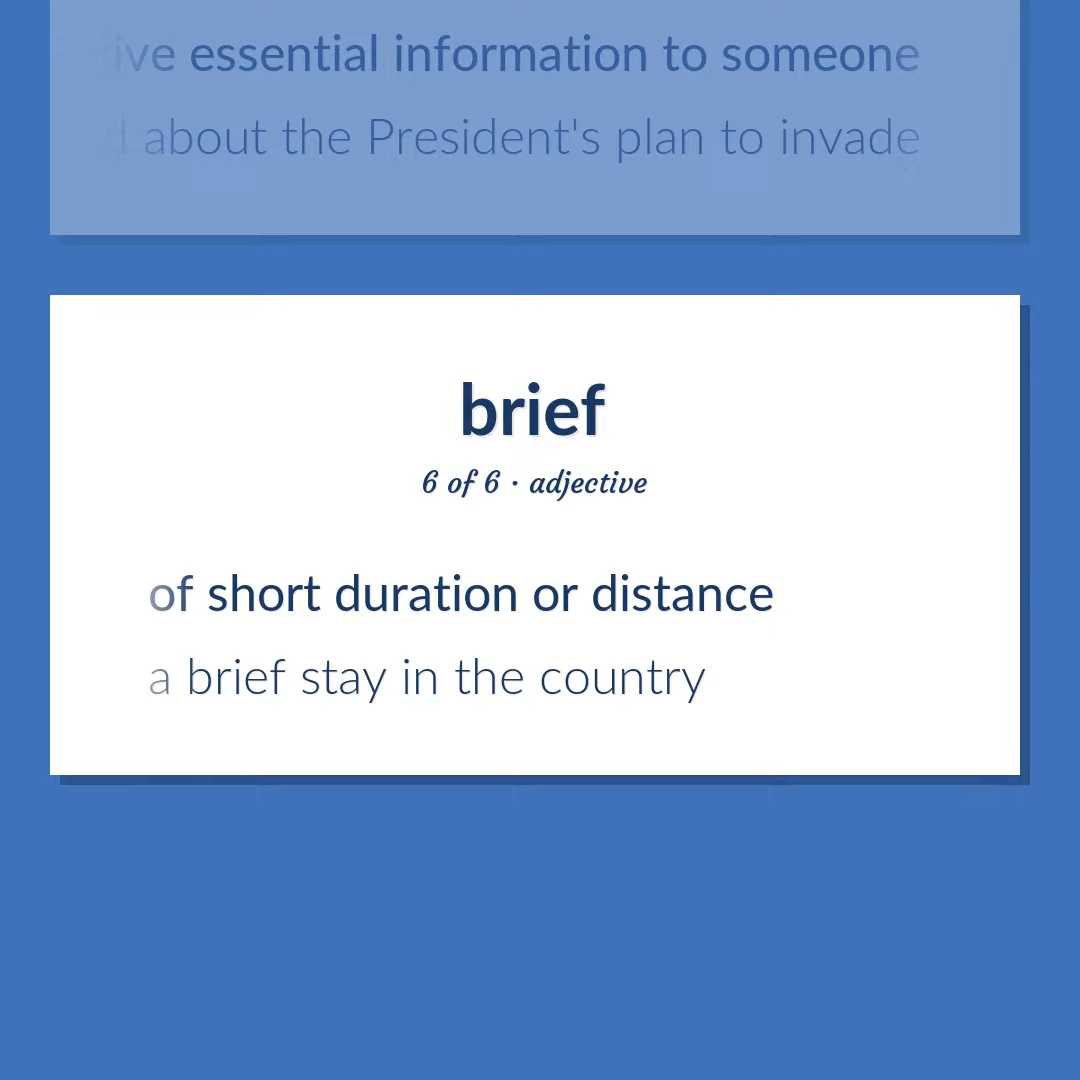 essential information to someone
about the President's plan to invade
brief
6 of 6 · adjective
of short duration or distance
a brief stay in the country